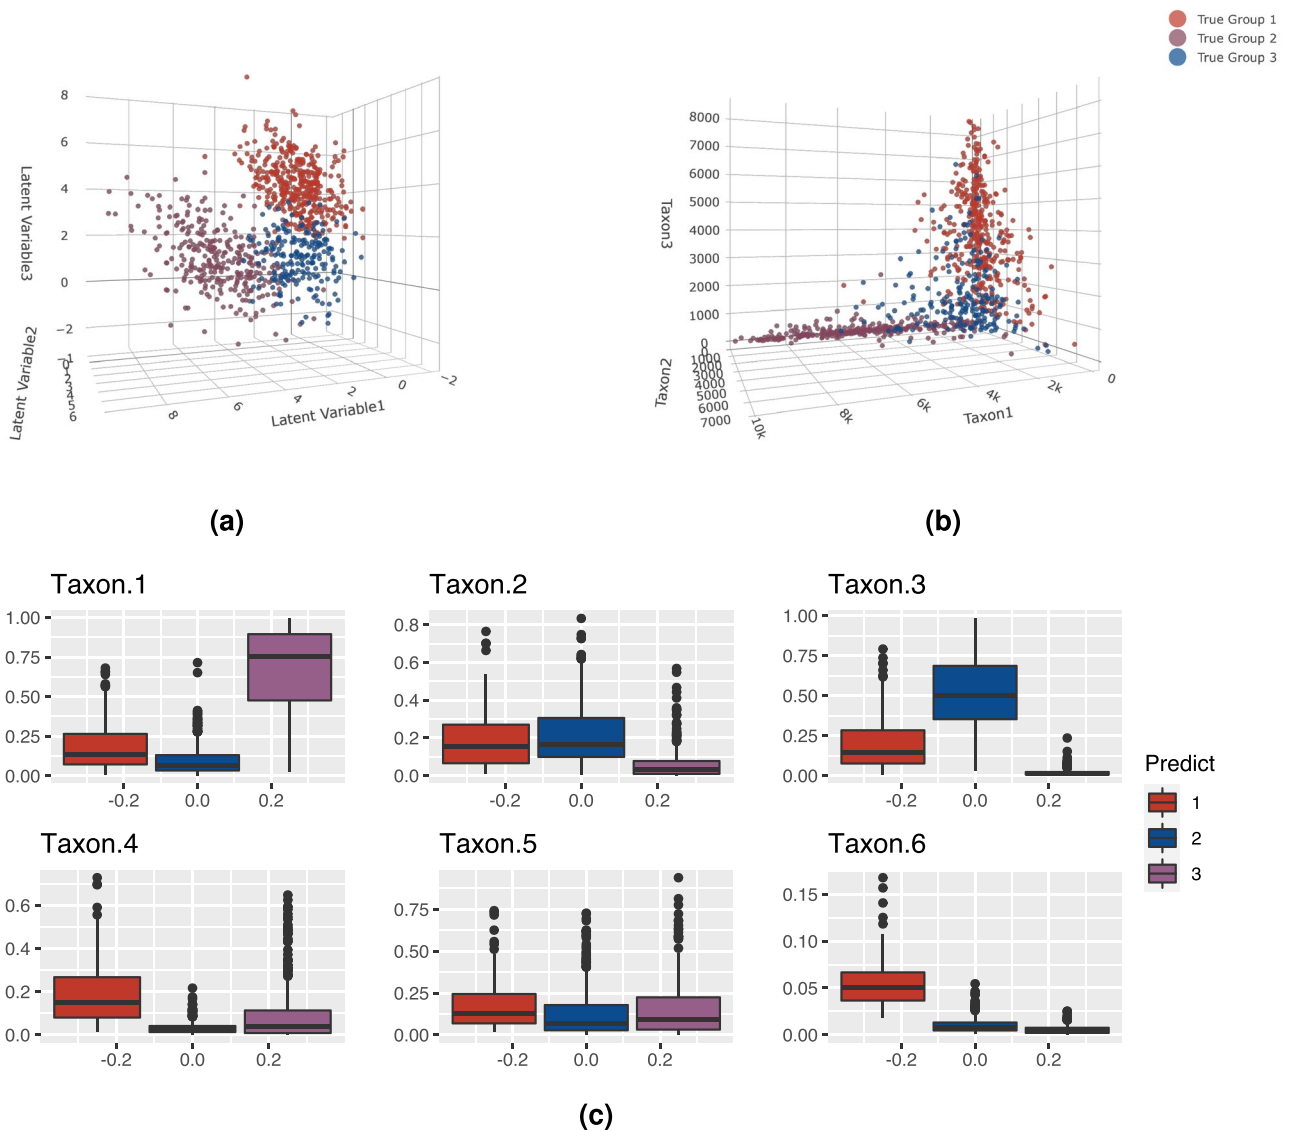 True Group 1
True Group 2
True Group 3
8
6
4
2
0
−2
Latent Variable3
−1
0
1
2
3
4
5
6
Latent Variable2
8
6
4
2
0
−2
Latent Variable1
8000
7000
6000
5000
4000
3000
2000
1000
0
Taxon3
0
1000
2000
3000
4000
5000
6000
7000
Taxon2
10k
8k
6k
4k
2k
0
Taxon1
(a)
(b)
Taxon.1
1.00
0.75
0.50
0.25
0.00
-0.2 0.0 0.2
Taxon.2
0.8
0.6
0.4
0.2
0.0
-0.2 0.0 0.2
Taxon.3
1.00
0.75
0.50
0.25
0.00
-0.2 0.0 0.2
Taxon.4
0.6
0.4
0.2
0.0
-0.2 0.0 0.2
Taxon.5
0.75
0.50
0.25
0.00
-0.2 0.0 0.2
Taxon.6
0.15
0.10
0.05
0.00
-0.2 0.0 0.2
Predict
1
2
3
(c)